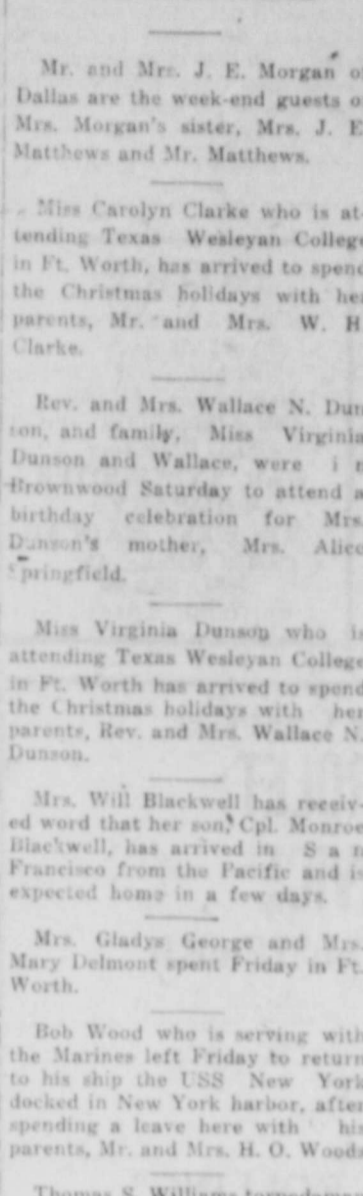 Mr. and Mrs. J. E. Morgan o
Dallas are the week-end guests o
Mrs. Morgan's sister, Mrs. J. E
Matthews and Mr. Matthews.
Miss Carolyn Clarke who is at-
tending Texas Wesleyan College
in Ft. Worth, has arrived to spend
the Christmas holidays with her
parents, Mr. and Mrs. W. H
Clarke.
Rev. and Mrs. Wallace N. Dun
son, and family, Miss Virginia
Dunson and Wallace, were i n
Brownwood Saturday to attend a
birthday celebration for Mrs.
Dunson's mother, Mrs. Alice
Springfield.
Miss Virginia Dunson who is
attending Texas Wesleyan College
in Ft. Worth has arrived to spend
the Christmas holidays with her
parents, Rev. and Mrs. Wallace N.
Dunson.
Mrs. Will Blackwell has receiv-
ed word that her son, Cpl. Monroe
Blackwell, has arrived in S a n
Francisco from the Pacific and is
expected home in a few days.
Mrs. Gladys George and Mrs.
Mary Delmont spent Friday in Ft.
Worth.
Bob Wood who is serving with
the Marines left Friday to return
to his ship the USS New York
docked in New York harbor, after
spending a leave here with his
parents, Mr. and Mrs. H. O. Woods
Thomas S. Williams